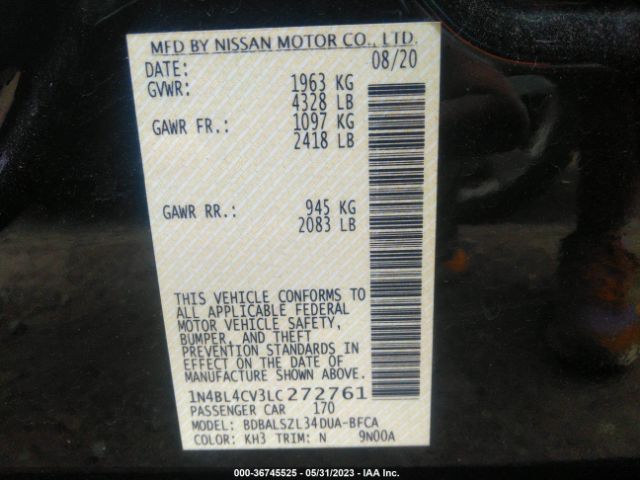 MFD BY NISSAN MOTOR CO., LTD.
DATE: 08/20
GVWR: 1963 KG
4328 LB
GAWR FR.: 1097 KG
2418 LB
GAWR RR.: 945 KG
2083 LB
THIS VEHICLE CONFORMS TO
ALL APPLICABLE FEDERAL
MOTOR VEHICLE SAFETY,
BUMPER, AND THEFT
PREVENTION STANDARDS IN
EFFECT ON THE DATE OF
MANUFACTURE SHOWN ABOVE.
1N4BL4CV3LC272761
PASSENGER CAR 170
MODEL: BDBALSZL34DUA-BFCA
COLOR: KH3 TRIM: N 9N00A
000-36745525 - 05/31/2023 - IAA Inc.